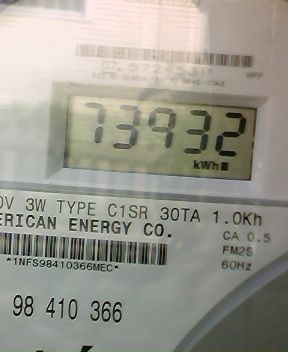 73932
kWh
0V 3W TYPE C1SR 30TA 1.0Kh
ERICAN ENERGY CO.
CA 0.5
FM2S
60Hz
*1NFS98410366MEC*
98 410 366